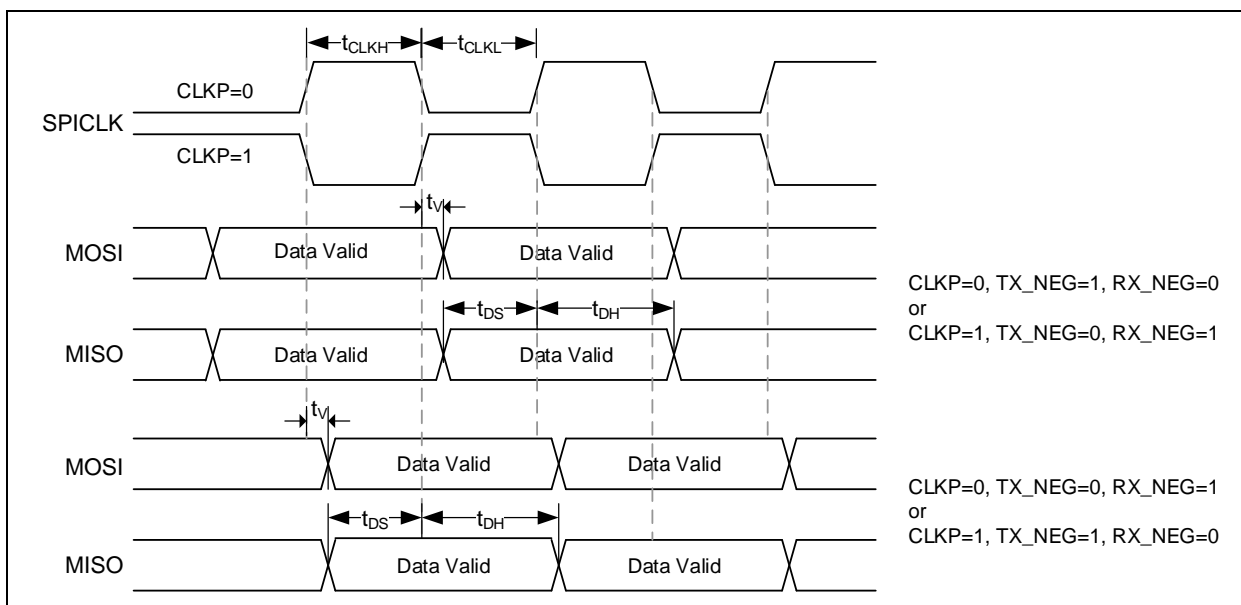 tCLKH tCLKL
CLKP=0
SPICLK
CLKP=1
tV
MOSI Data Valid Data Valid
CLKP=0, TX_NEG=1, RX_NEG=0
or
CLKP=1, TX_NEG=0, RX_NEG=1
tDS tDH
MISO Data Valid Data Valid
tV
MOSI Data Valid Data Valid
CLKP=0, TX_NEG=0, RX_NEG=1
or
CLKP=1, TX_NEG=1, RX_NEG=0
tDS tDH
MISO Data Valid Data Valid